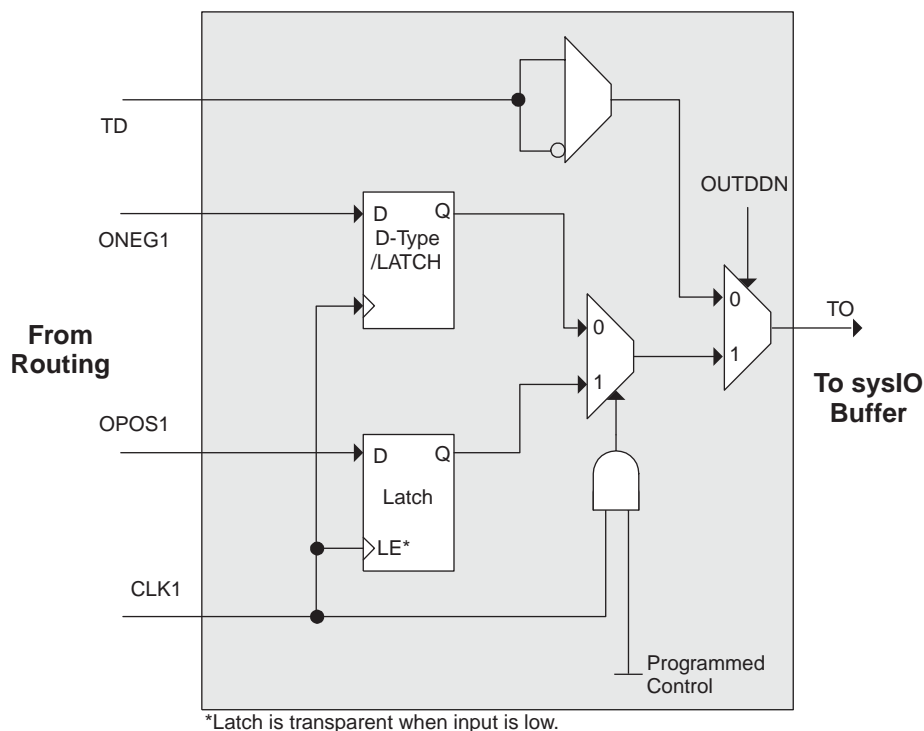 TD
OUTDDN
ONEG1
D Q
D-Type
/LATCH
0
TO
0
1
From
Routing
1
To sysIO
Buffer
OPOS1
D Q
Latch
LE*
CLK1
Programmed
Control
*Latch is transparent when input is low.